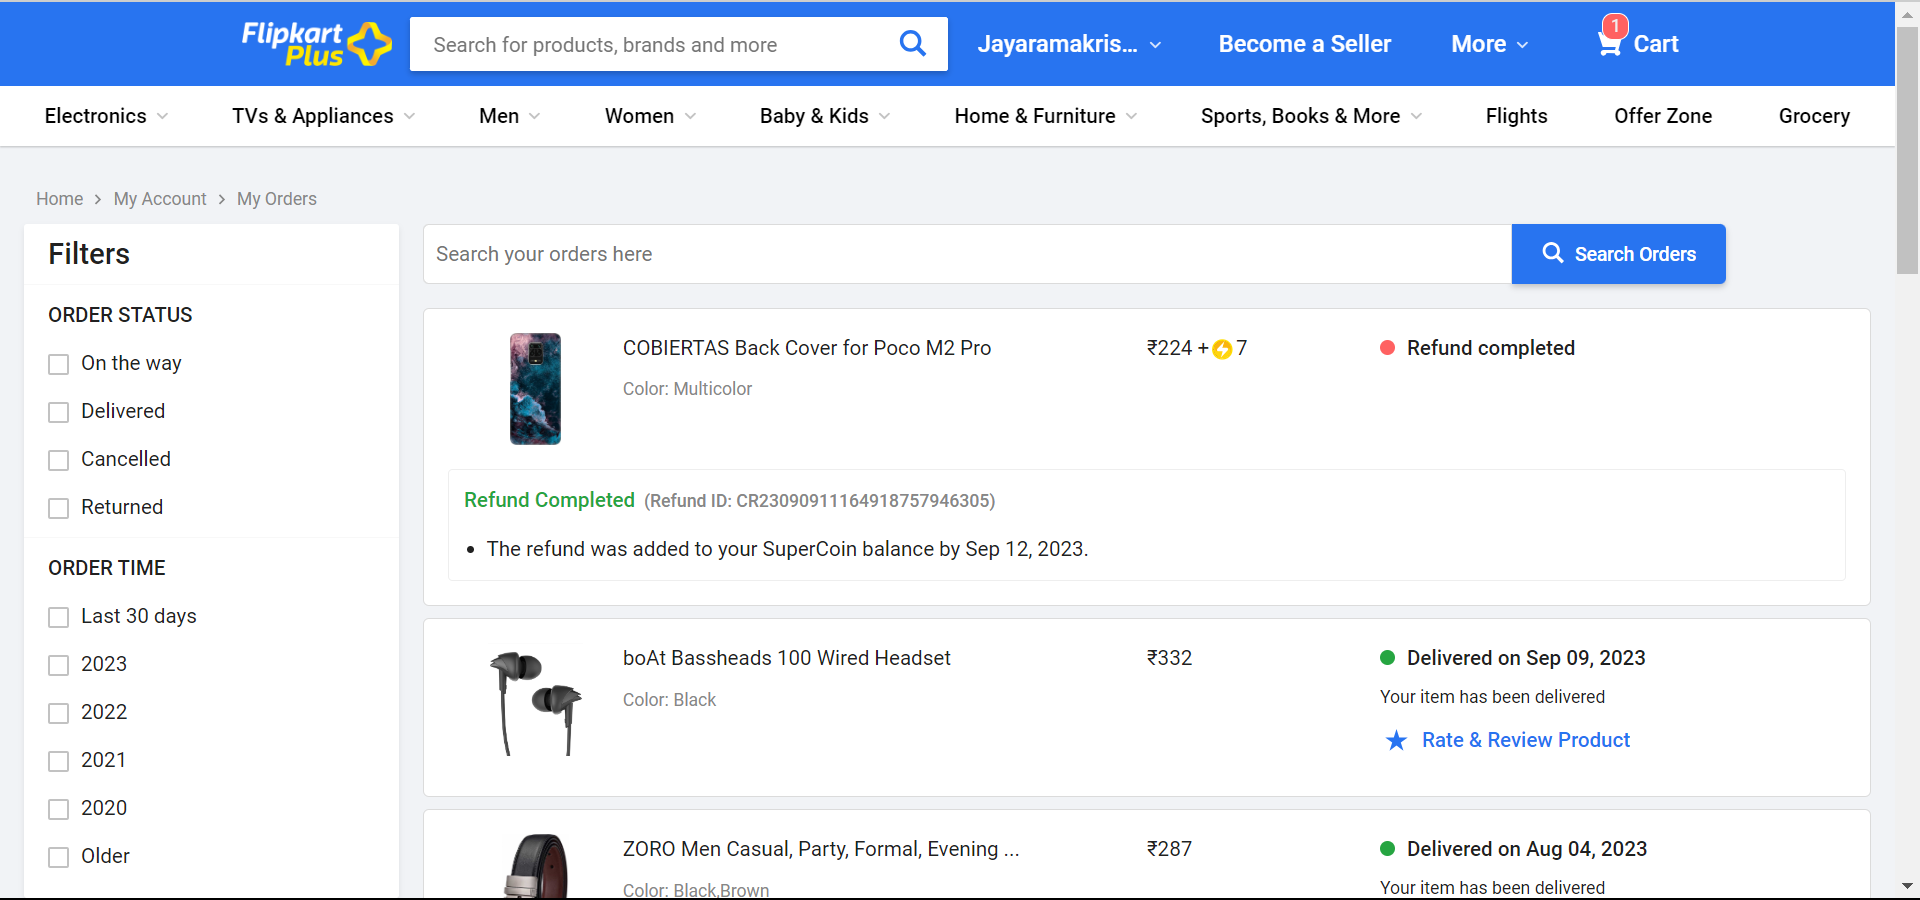 Flipkart
Plus
Search for products, brands and more
Jayaramakris...
Become a Seller
More
1
Cart
Electronics
TVs & Appliances
Men
Women
Baby & Kids
Home & Furniture
Sports, Books & More
Flights
Offer Zone
Grocery
Home
My Account
My Orders
Filters
ORDER STATUS
On the way
Delivered
Cancelled
Returned
ORDER TIME
Last 30 days
2023
2022
2021
2020
Older
Search your orders here
Search Orders
COBIERTAS Back Cover for Poco M2 Pro
Color: Multicolor
₹224 + 7
Refund completed
Refund Completed (Refund ID: CR23090911164918757946305)
• The refund was added to your SuperCoin balance by Sep 12, 2023.
boAt Bassheads 100 Wired Headset
Color: Black
₹332
Delivered on Sep 09, 2023
Your item has been delivered
Rate & Review Product
ZORO Men Casual, Party, Formal, Evening ...
Color: Black,Brown
₹287
Delivered on Aug 04, 2023
Your item has been delivered